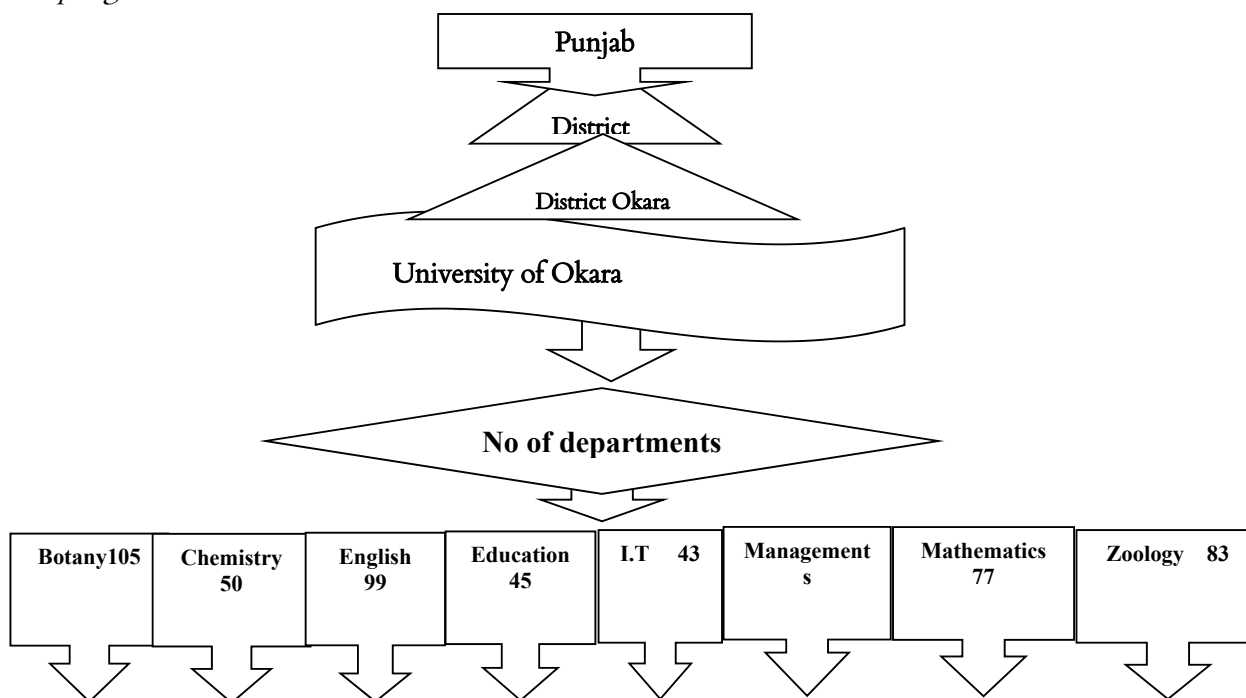 Punjab
District
District Okara
University of Okara
No of departments
Botany105
Chemistry
50
English
99
Education
45
I.T 43
Management
s
Mathematics
77
Zoology 83